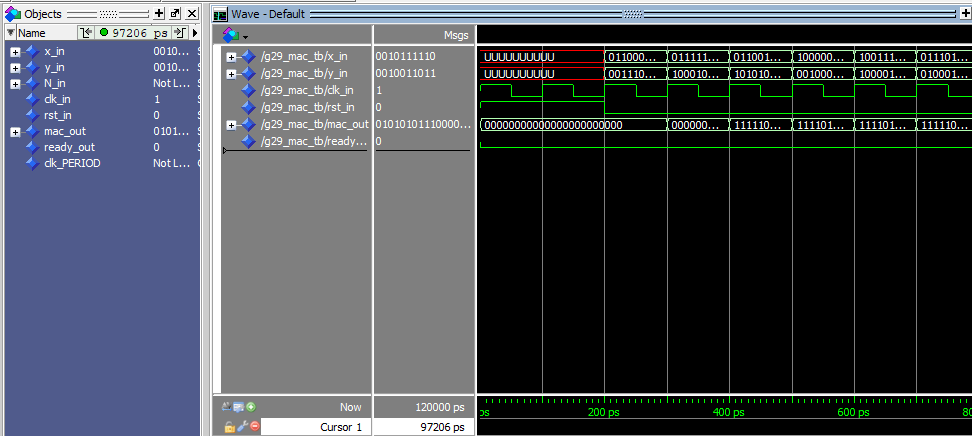 Objects
Wave - Default
Name 97206 ps
x_in 0010...
y_in 0010...
N_in Not L...
clk_in 1
rst_in 0
mac_out 0101...
ready_out 0
clk_PERIOD Not L...
Msgs
/g29_mac_tb/x_in 0010111110 UUUUUUUUUU 011000... 011111... 011001... 100000... 100111... 011101...
/g29_mac_tb/y_in 0010011011 UUUUUUUUUU 001110... 100010... 101010... 001000... 100001... 010001...
/g29_mac_tb/clk_in 1
/g29_mac_tb/rst_in 0
/g29_mac_tb/mac_out 01010101110000... 00000000000000000000000 000000... 111110... 111101... 111101... 111110...
/g29_mac_tb/ready... 0
Now 120000 ps ps 200 ps 400 ps 600 ps 80
Cursor 1 97206 ps